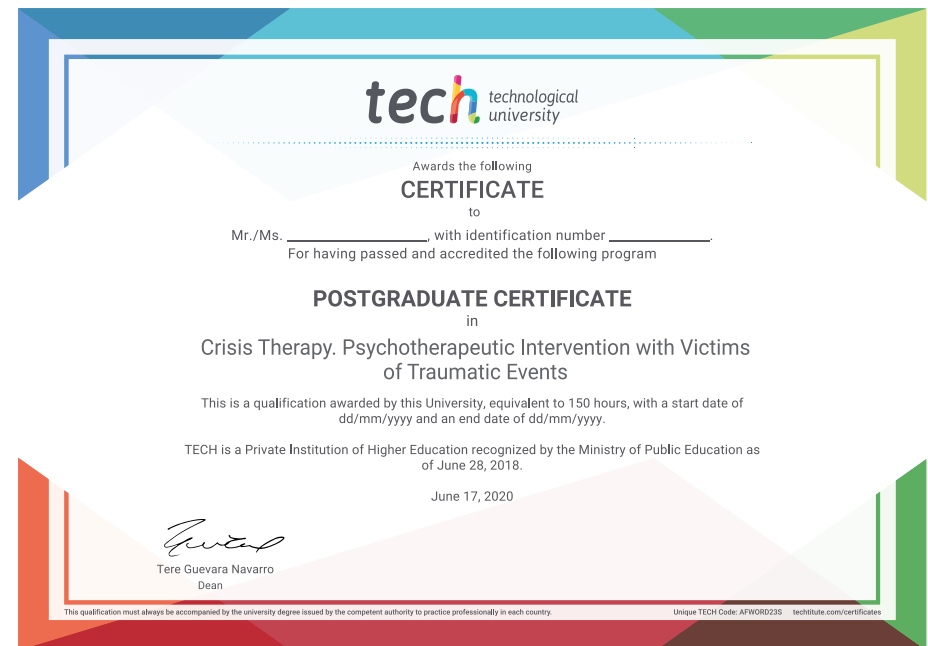 tech technological
university
Awards the following
CERTIFICATE
to
Mr./Ms. ____________, with identification number ____________.
For having passed and accredited the following program
POSTGRADUATE CERTIFICATE
in
Crisis Therapy. Psychotherapeutic Intervention with Victims
of Traumatic Events
This is a qualification awarded by this University, equivalent to 150 hours, with a start date of
dd/mm/yyyy and an end date of dd/mm/yyyy.
TECH is a Private Institution of Higher Education recognized by the Ministry of Public Education as
of June 28, 2018.
June 17, 2020
Tere Guevara Navarro
Dean
This qualification must always be accompanied by the university degree issued by the competent authority to practice professionally in each country. Unique TECH Code: AFWORD23S techtitute.com/certificates